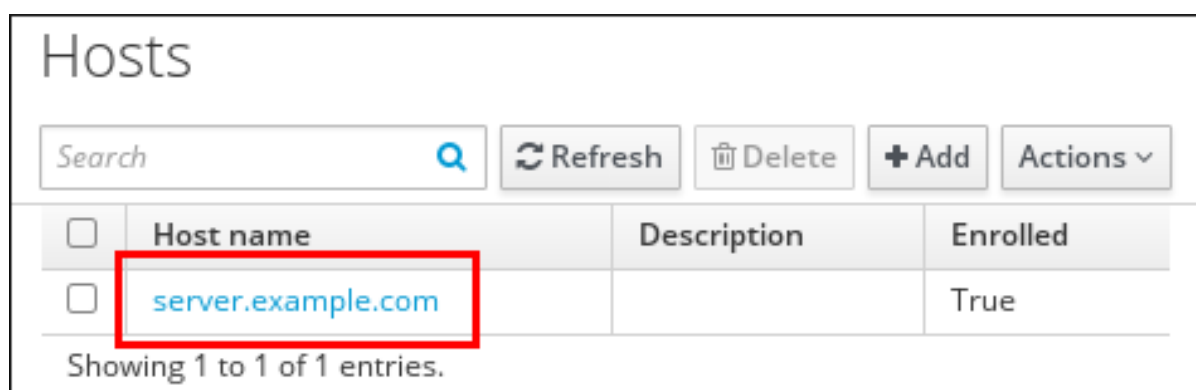 Hosts
Search Refresh Delete Add Actions
Host name Description Enrolled
server.example.com True
Showing 1 to 1 of 1 entries.